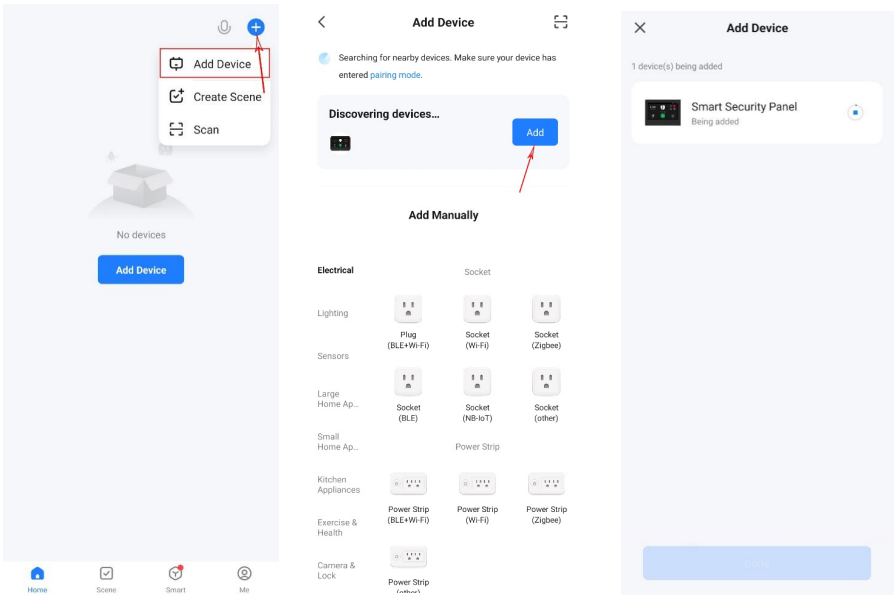 Add Device
Create Scene
Scan
No devices
Add Device
Home
Scene
Smart
Me
Add Device
Searching for nearby devices. Make sure your device has
entered pairing mode.
Discovering devices...
Add
Add Manually
Electrical
Lighting
Sensors
Large
Home Ap...
Small
Home Ap...
Kitchen
Appliances
Exercise &
Health
Camera &
Lock
Socket
Plug
(BLE+Wi-Fi)
Socket
(Wi-Fi)
Socket
(Zigbee)
Socket
(BLE)
Socket
(NB-IoT)
Socket
(other)
Power Strip
Power Strip
(BLE+Wi-Fi)
Power Strip
(Wi-Fi)
Power Strip
(Zigbee)
Power Strip
(other)
Add Device
1 device(s) being added
Smart Security Panel
Being added
Done